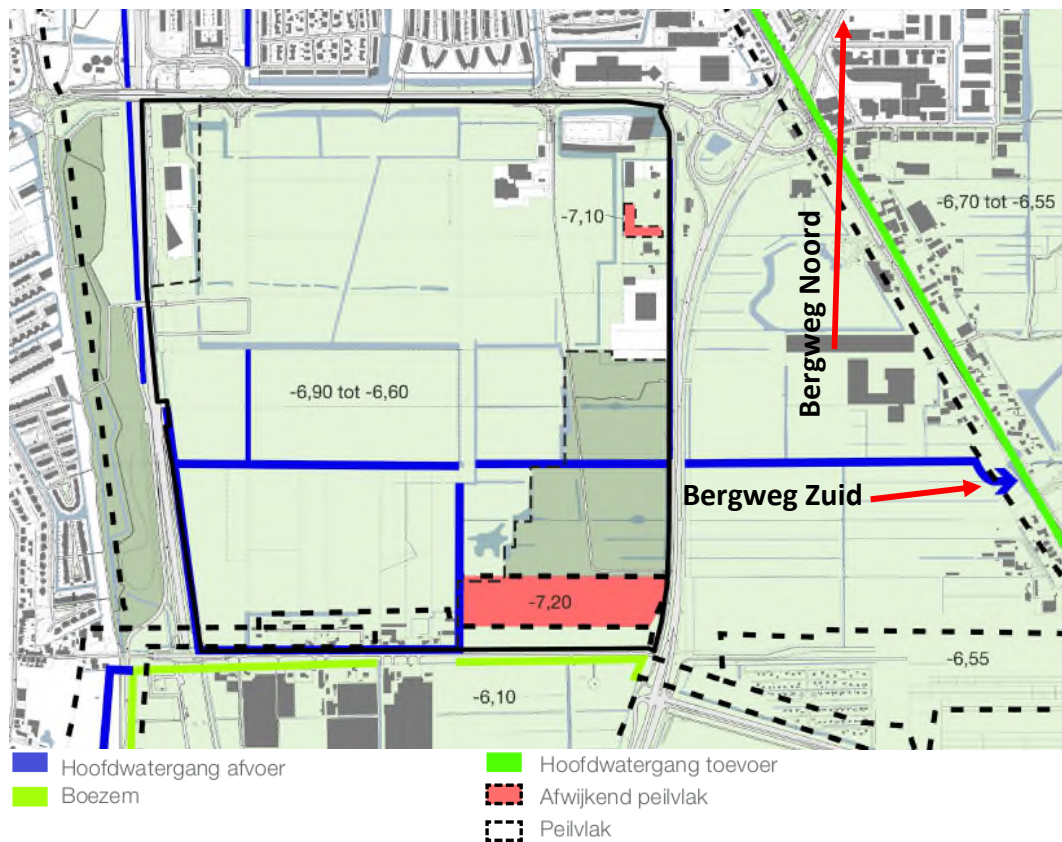 -7,10
-6,70 tot -6,55
Bergweg Noord
-6,90 tot -6,60
Bergweg Zuid
-7,20
-6,55
-6,10
Hoofdwatergang afvoer
Boezem
Hoofdwatergang toevoer
Afwijkend peilvlak
Peilvlak